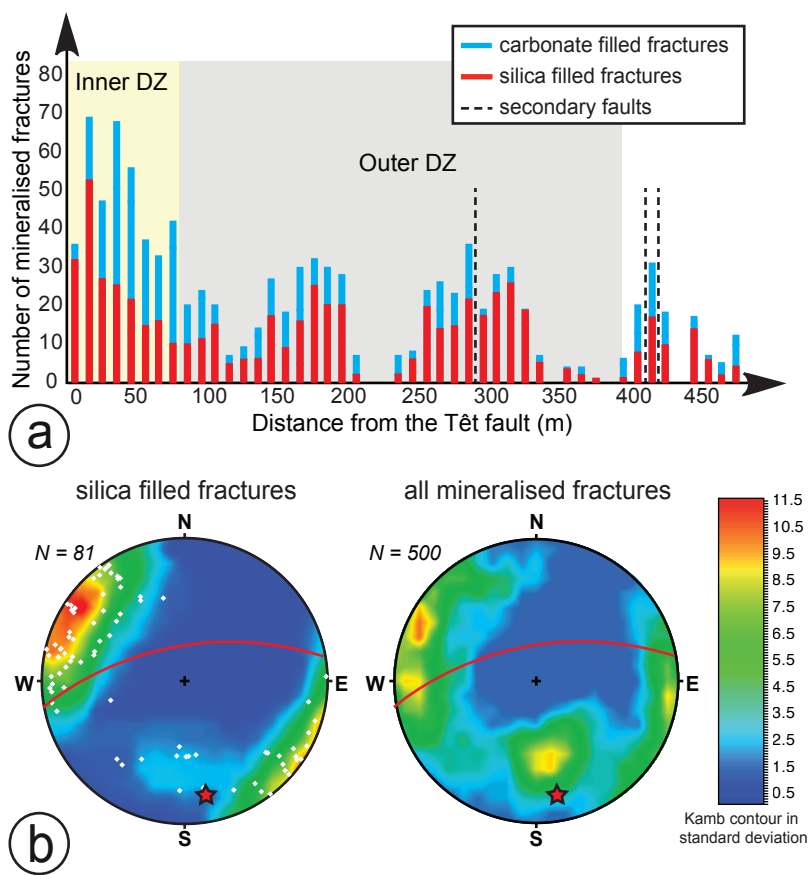 carbonate filled fractures
silica filled fractures
secondary faults
Inner DZ
Outer DZ
80
70
60
50
40
30
20
10
0
Number of mineralised fractures
0 50 100 150 200 250 300 350 400 450
Distance from the Têt fault (m)
a
silica filled fractures
all mineralised fractures
N = 81
N
W
E
S
N = 500
N
W
E
S
11.5
10.5
9.5
8.5
7.5
6.5
5.5
4.5
3.5
2.5
1.5
0.5
Kamb contour in
standard deviation
b